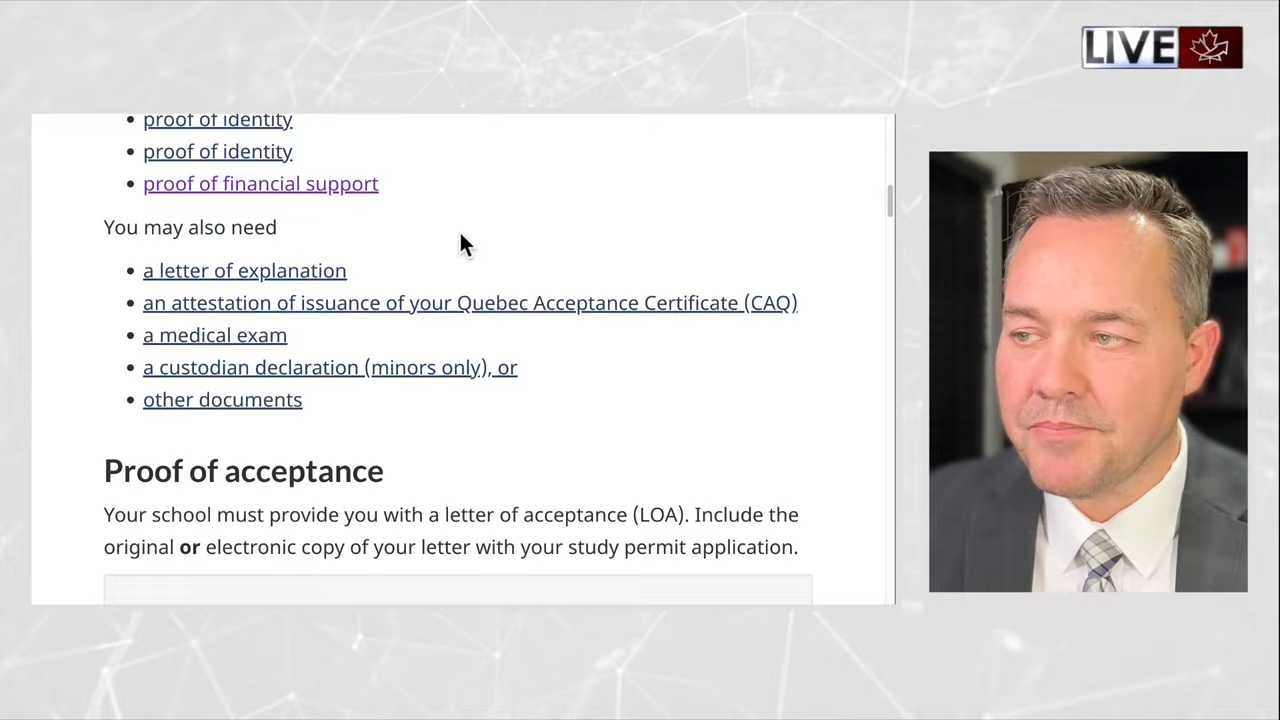 LIVE
proof of identity
proof of identity
proof of financial support
You may also need
a letter of explanation
an attestation of issuance of your Quebec Acceptance Certificate (CAQ)
a medical exam
a custodian declaration (minors only), or
other documents
Proof of acceptance
Your school must provide you with a letter of acceptance (LOA). Include the
original or electronic copy of your letter with your study permit application.